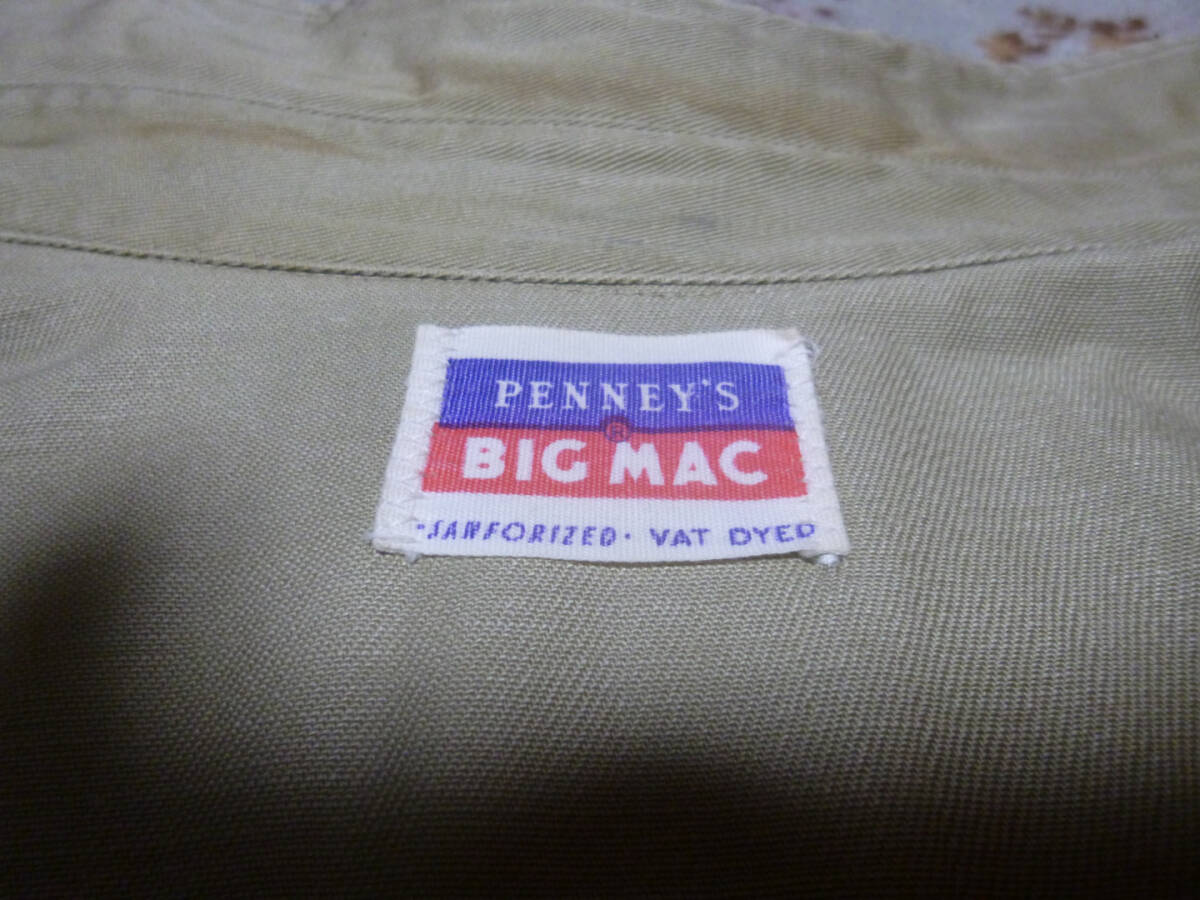 PENNEY'S
®
BIG MAC
•SANFORIZED• VAT DYED